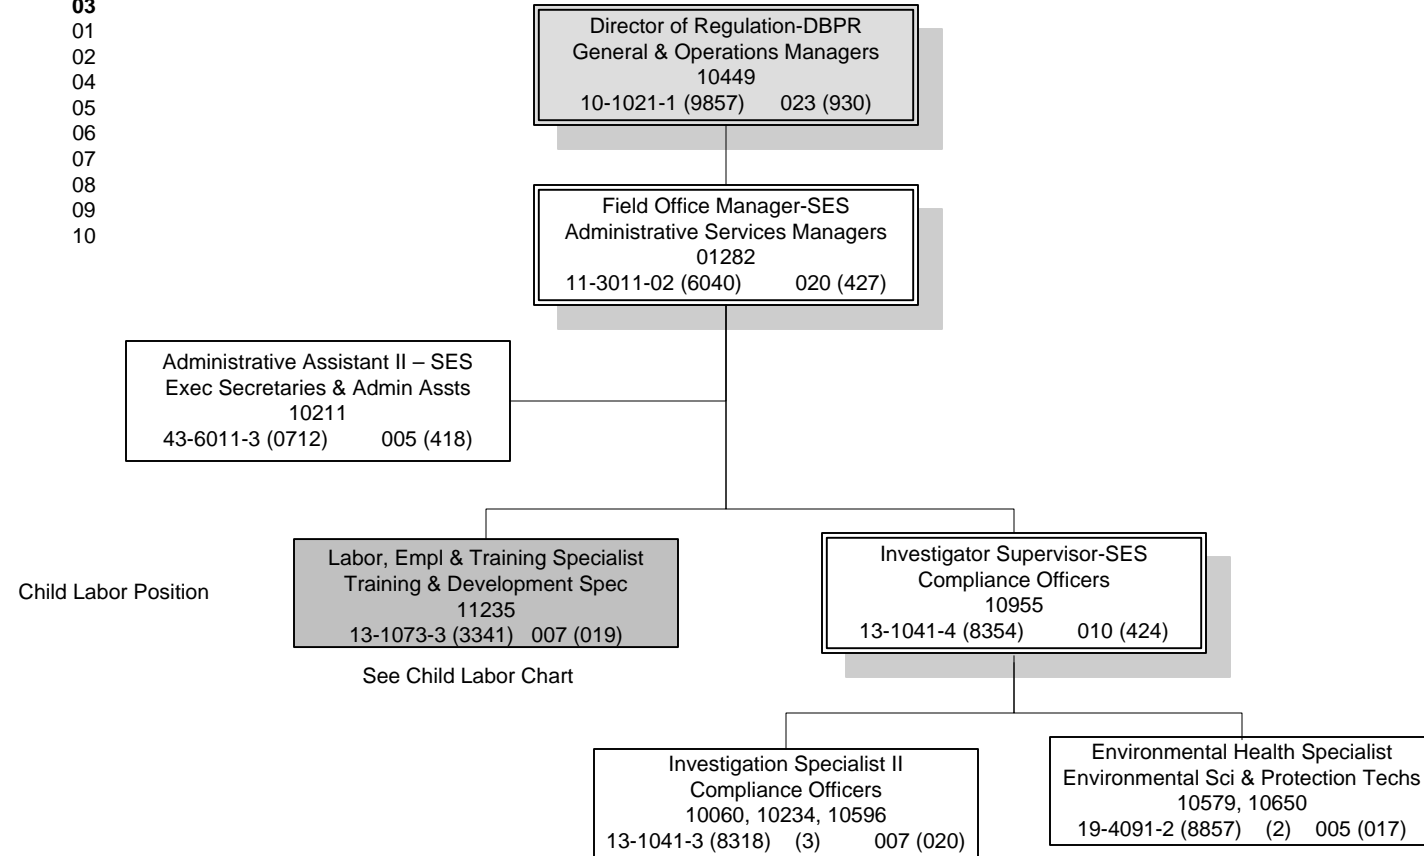 03
01
02
04
05
06
07
08
09
10
Director of Regulation-DBPR
General & Operations Managers
10449
10-1021-1 (9857) 023 (930)
Field Office Manager-SES
Administrative Services Managers
01282
11-3011-02 (6040) 020 (427)
Administrative Assistant II – SES
Exec Secretaries & Admin Assts
10211
43-6011-3 (0712) 005 (418)
Child Labor Position
Labor, Empl & Training Specialist
Training & Development Spec
11235
13-1073-3 (3341) 007 (019)
See Child Labor Chart
Investigator Supervisor-SES
Compliance Officers
10955
13-1041-4 (8354) 010 (424)
Investigation Specialist II
Compliance Officers
10060, 10234, 10596
13-1041-3 (8318) (3) 007 (020)
Environmental Health Specialist
Environmental Sci & Protection Techs
10579, 10650
19-4091-2 (8857) (2) 005 (017)